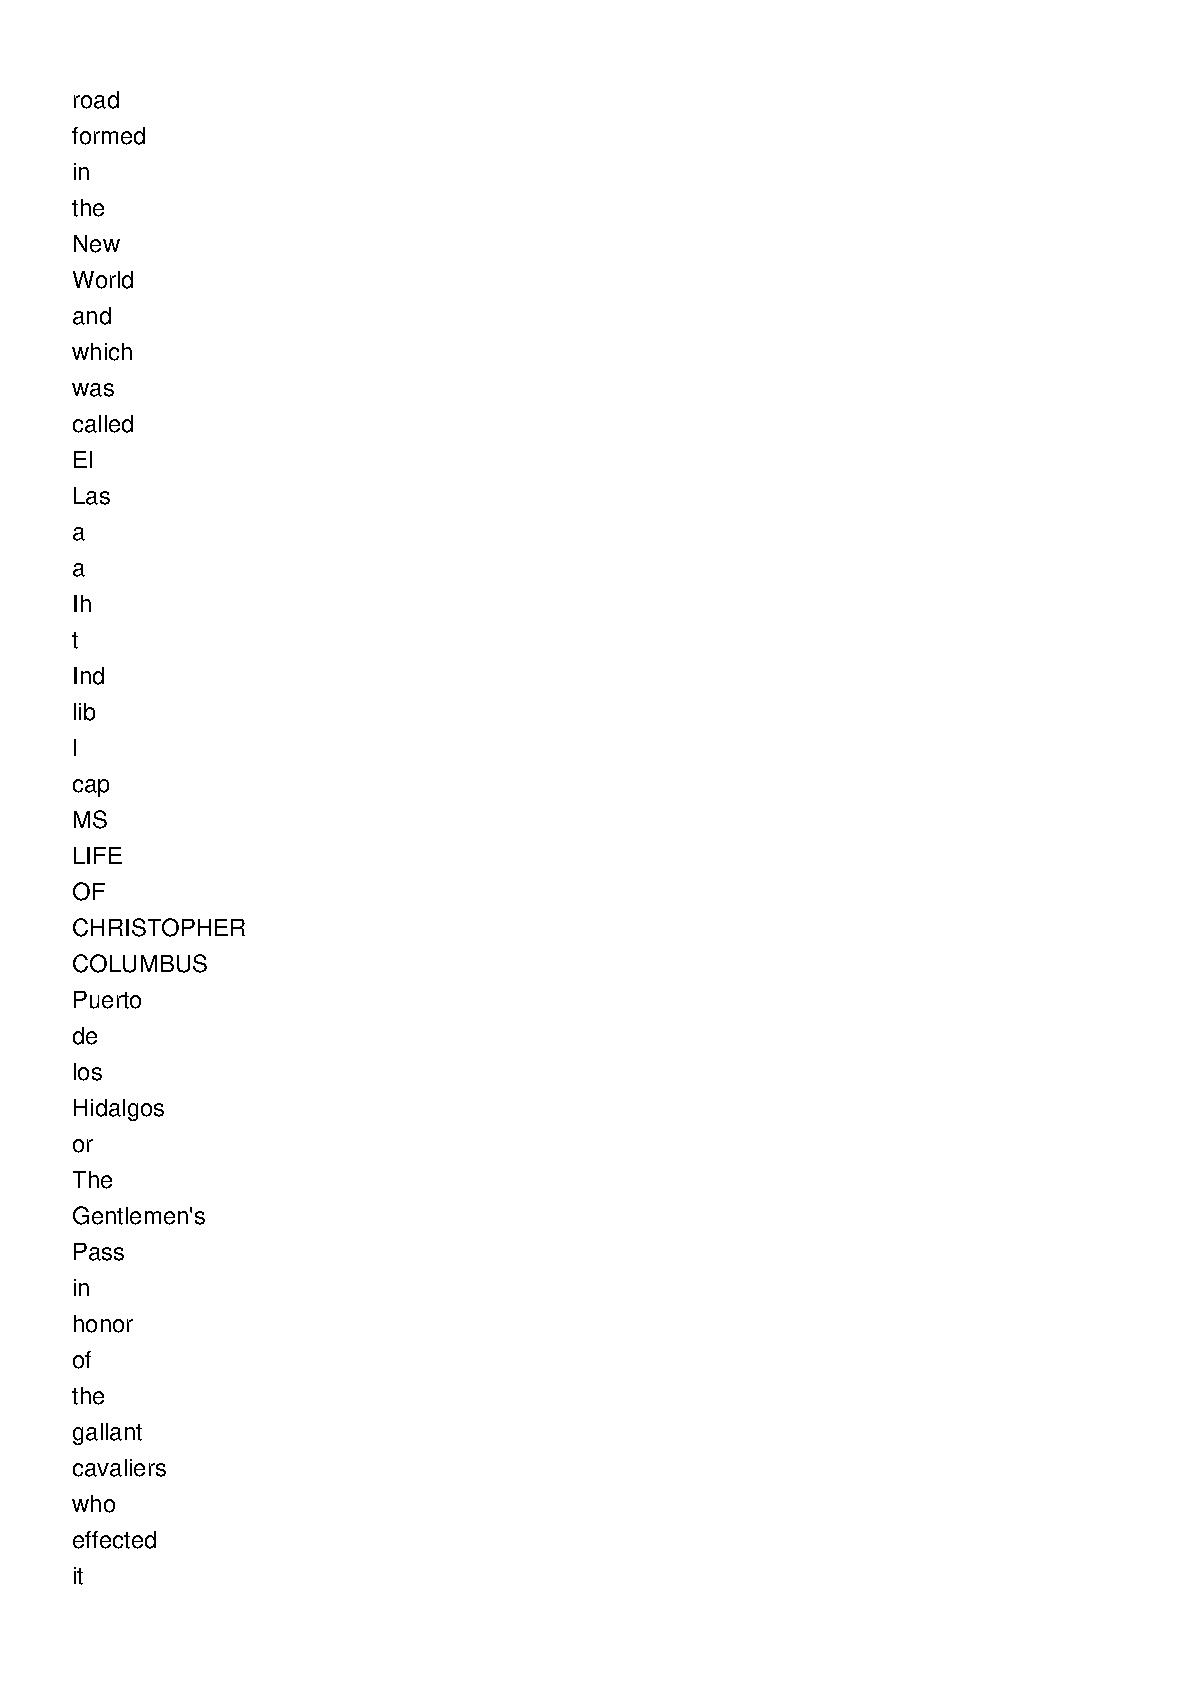 road
formed
in
the
New
World
and
which
was
called
El
Las
a
a
Ih
t
Ind
lib
I
cap
MS
LIFE
OF
CHRISTOPHER
COLUMBUS
Puerto
de
los
Hidalgos
or
The
Gentlemen's
Pass
in
honor
of
the
gallant
cavaliers
who
effected
it